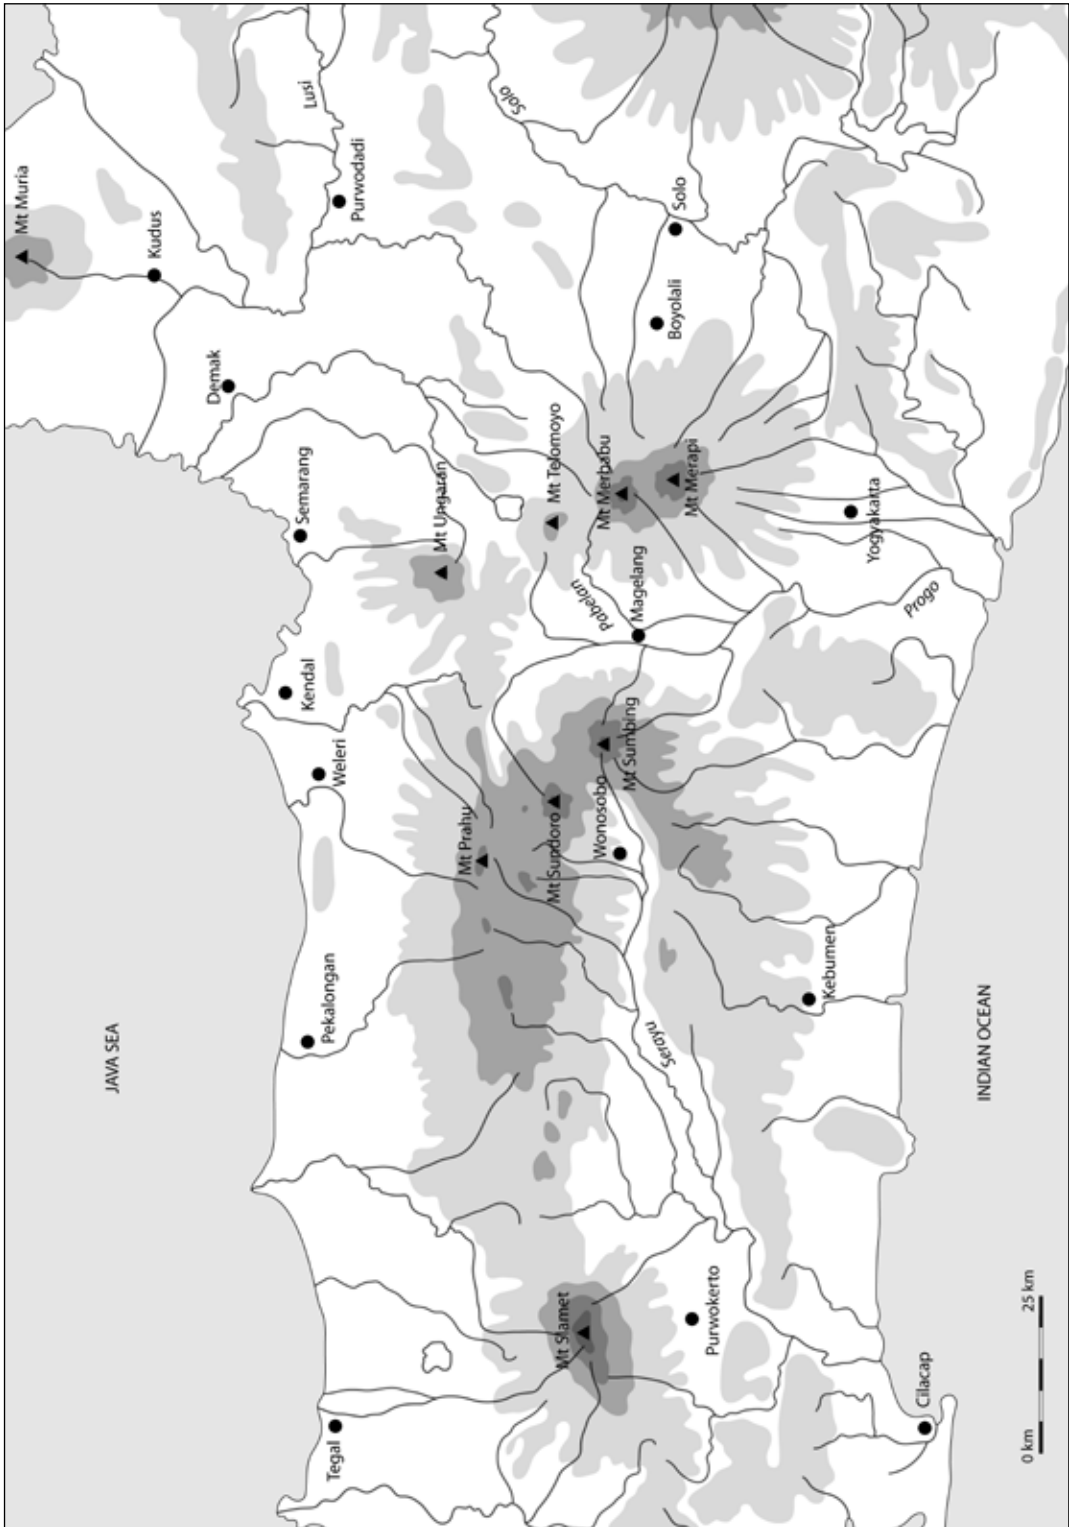 JAVA SEA
Mt Muria
Kudus
Lusi
Purwodadi
Demak
Semarang
Kendal
Weleri
Pekalongan
Tegal
Mt Ungaran
Mt Telomoyo
Mt Prahu
Mt Sundoro
Wonosobo
Mt Sumbing
Mt Merbabu
Mt Merapi
Pabelan
Magelang
Solo
Solo
Boyolali
Yogyakarta
Progo
Serayu
Kebumen
Mt Slamet
Purwokerto
Cilacap
INDIAN OCEAN
0 km
25 km